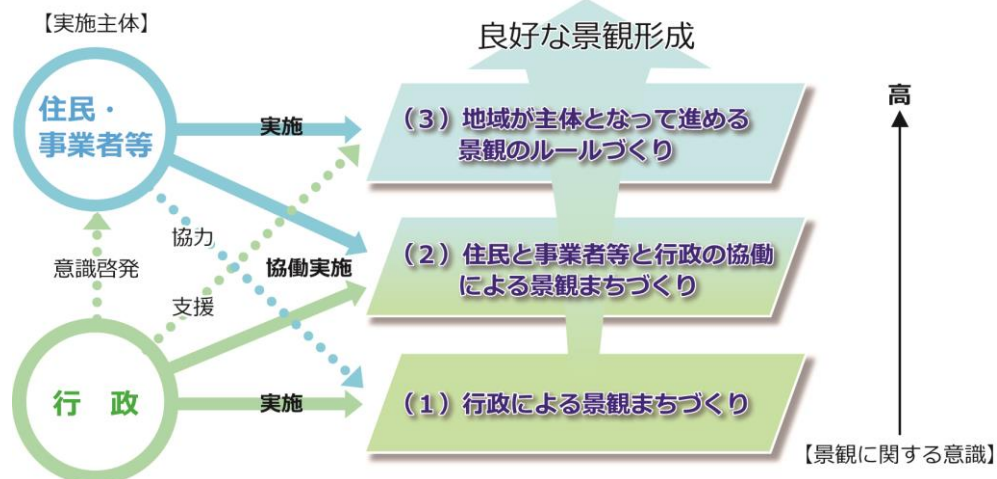 【実施主体】
良好な景観形成
住民・
事業者等
実施
(3)地域が主体となって進める
景観のルールづくり
高
協力
意識啓発
協働実施
(2)住民と事業者等と行政の協働
による景観まちづくり
支援
行 政
実施
(1)行政による景観まちづくり
【景観に関する意識】